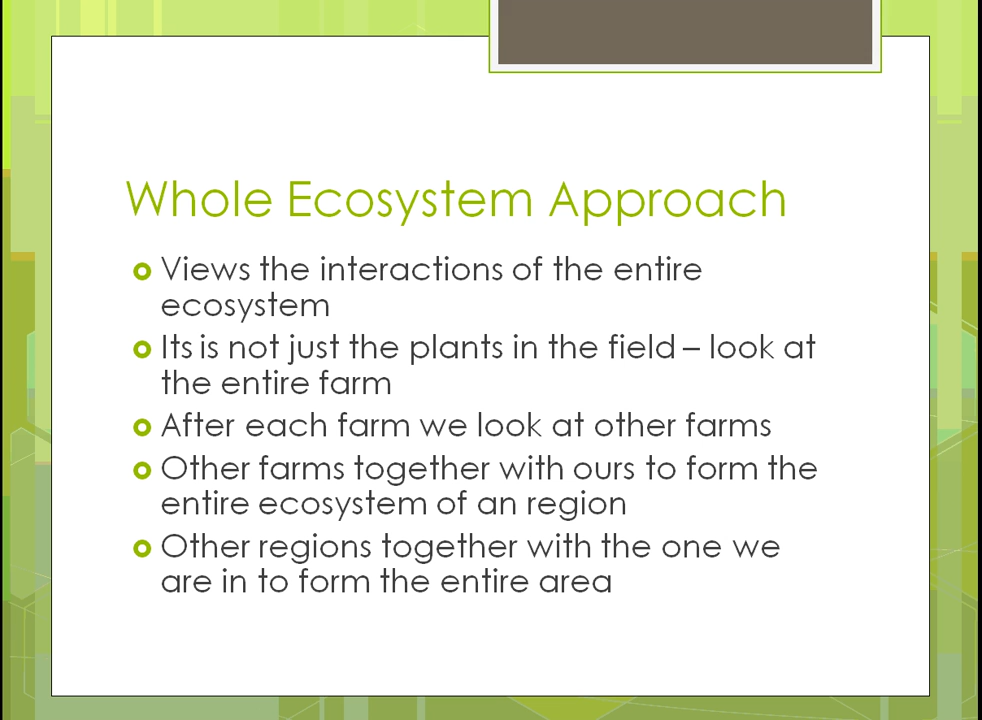 Whole Ecosystem Approach
Views the interactions of the entire
ecosystem
Its is not just the plants in the field – look at
the entire farm
After each farm we look at other farms
Other farms together with ours to form the
entire ecosystem of an region
Other regions together with the one we
are in to form the entire area